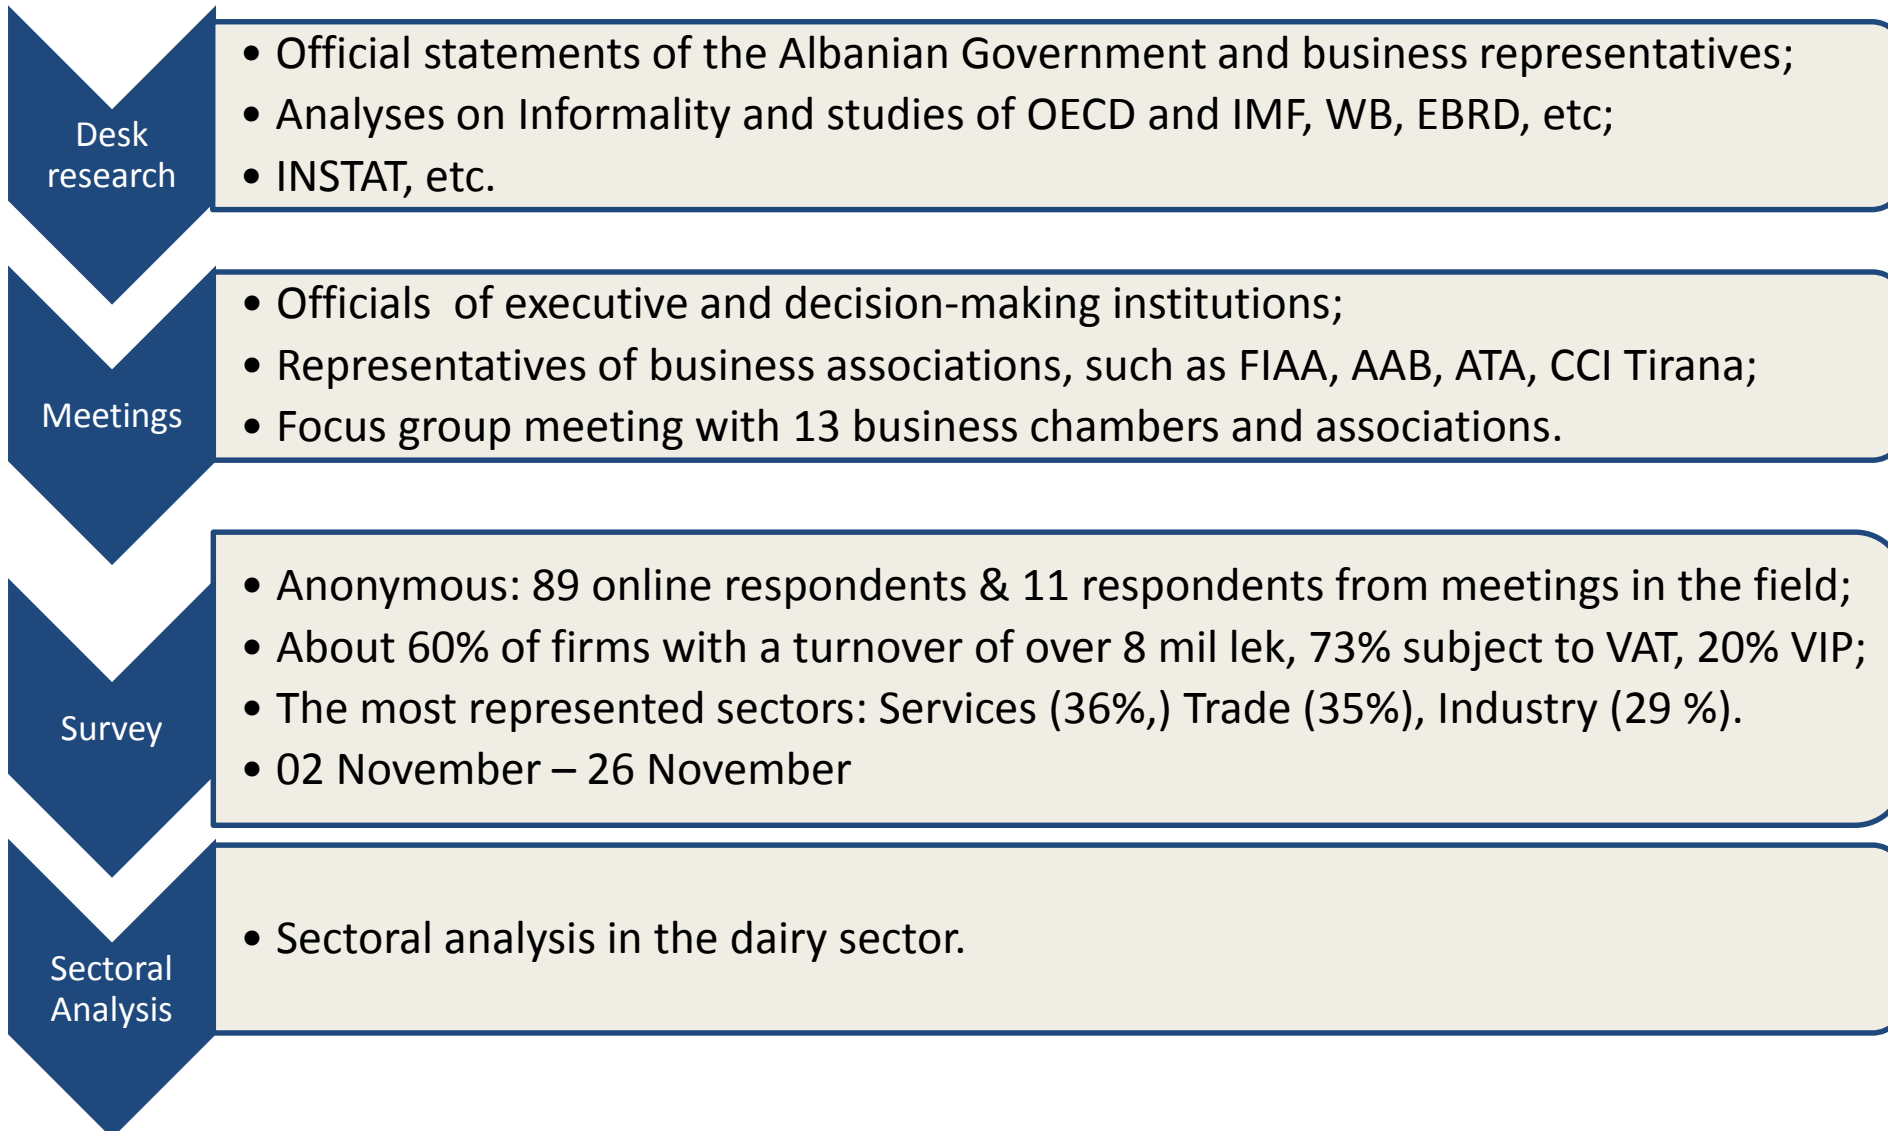 Desk
research
• Official statements of the Albanian Government and business representatives;
• Analyses on Informality and studies of OECD and IMF, WB, EBRD, etc;
• INSTAT, etc.
Meetings
• Officials  of executive and decision-making institutions;
• Representatives of business associations, such as FIAA, AAB, ATA, CCI Tirana;
• Focus group meeting with 13 business chambers and associations.
Survey
• Anonymous: 89 online respondents & 11 respondents from meetings in the field;
• About 60% of firms with a turnover of over 8 mil lek, 73% subject to VAT, 20% VIP;
• The most represented sectors: Services (36%,) Trade (35%), Industry (29 %).
• 02 November – 26 November
Sectoral
Analysis
• Sectoral analysis in the dairy sector.